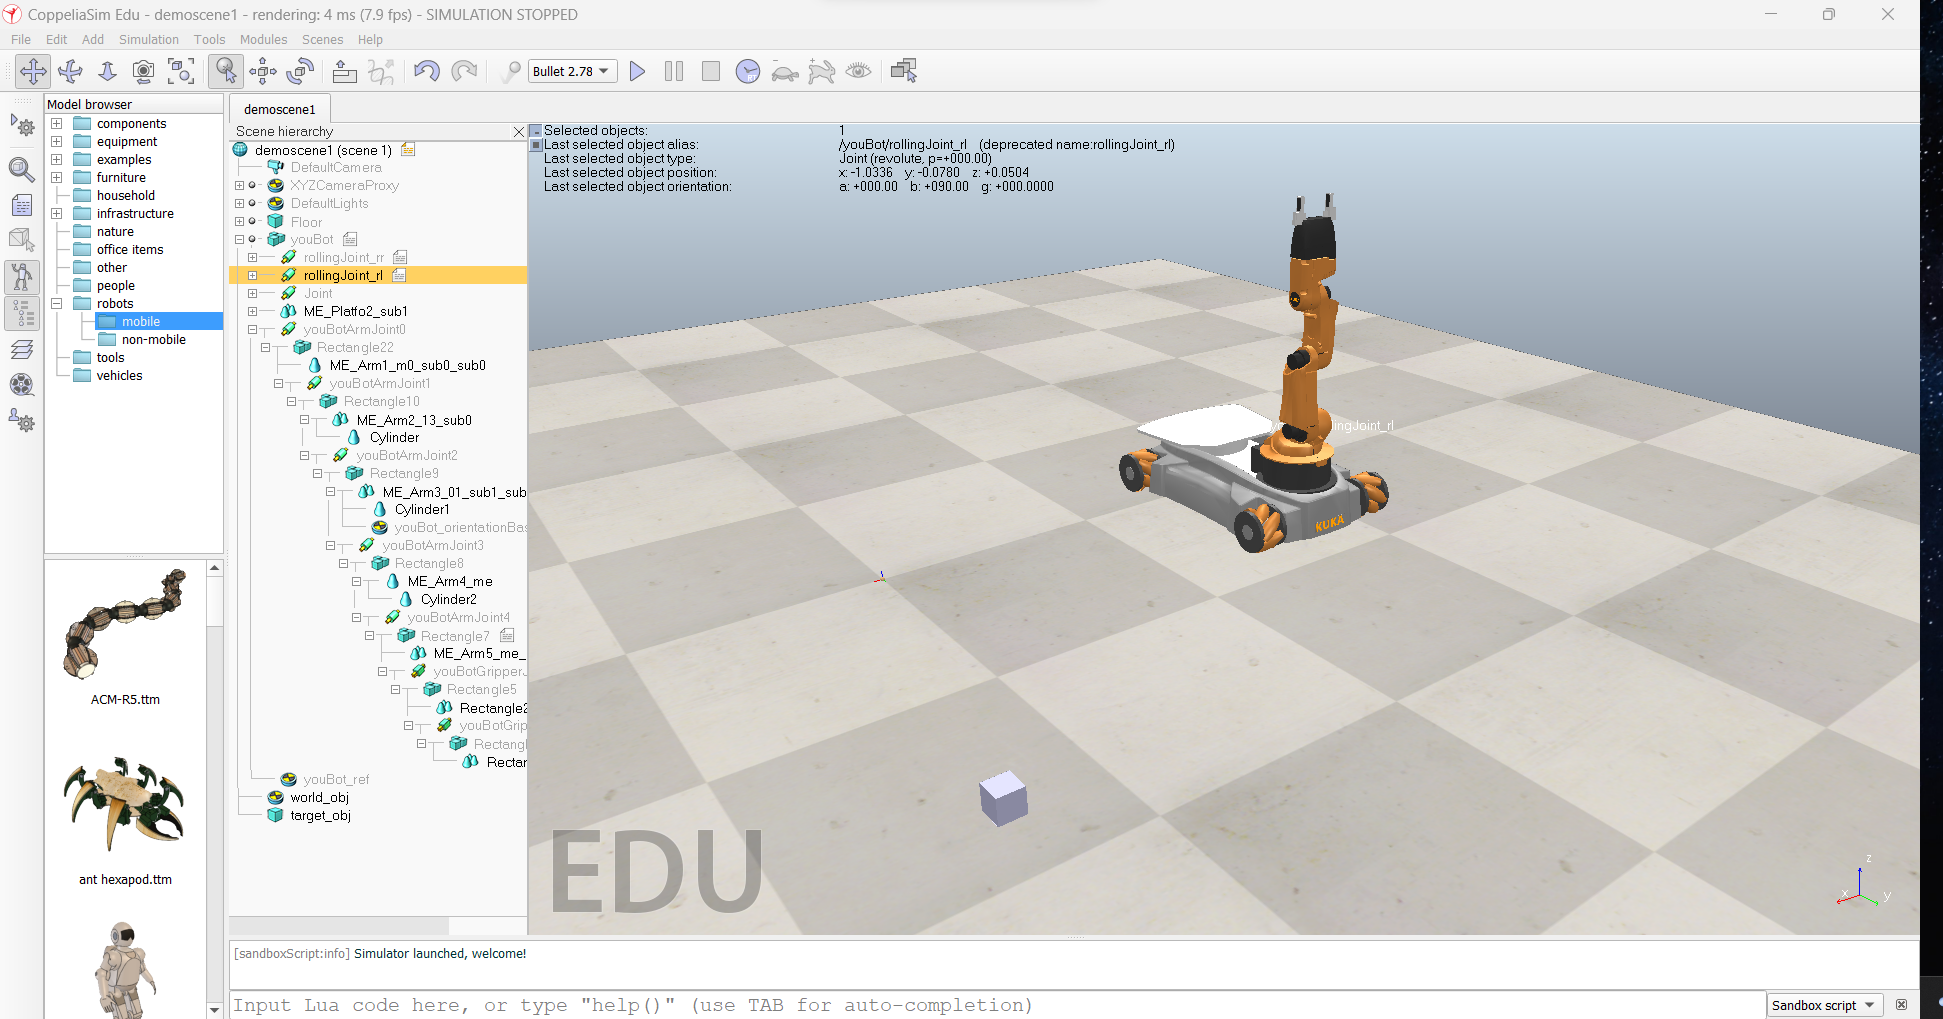 CoppeliaSim Edu - demoscene1 - rendering: 4 ms (7.9 fps) - SIMULATION STOPPED
File Edit Add Simulation Tools Modules Scenes Help
Bullet 2.78
RT
Model browser
components
equipment
examples
furniture
household
infrastructure
nature
office items
other
people
robots
mobile
non-mobile
tools
vehicles
ACM-R5.ttm
ant hexapod.ttm
demoscene1
Scene hierarchy
demoscene1 (scene 1)
DefaultCamera
XYZCameraProxy
DefaultLights
Floor
youBot
rollingJoint_rr
rollingJoint_rl
Joint
ME_Platfo2_sub1
youBotArmJoint0
Rectangle22
ME_Arm1_m0_sub0_sub0
youBotArmJoint1
Rectangle10
ME_Arm2_13_sub0
Cylinder
youBotArmJoint2
Rectangle9
ME_Arm3_01_sub1_sub
Cylinder1
youBot_orientationBas
youBotArmJoint3
Rectangle8
ME_Arm4_me
Cylinder2
youBotArmJoint4
Rectangle7
ME_Arm5_me_
youBotGripperJ
Rectangle5
Rectangle2
youBotGrip
Rectangl
Rectar
youBot_ref
world_obj
target_obj
Selected objects: 1
Last selected object alias: /youBot/rollingJoint_rl (deprecated name:rollingJoint_rl)
Last selected object type: Joint (revolute, p=+000.00)
Last selected object position: x: -1.0336 y: -0.0780 z: +0.0504
Last selected object orientation: a: +000.00 b: +090.00 g: +000.0000
ingJoint_rl
KUKA
EDU
z
x
y
[sandboxScript:info] Simulator launched, welcome!
Input Lua code here, or type "help()" (use TAB for auto-completion)
Sandbox script